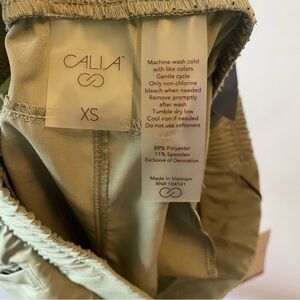 CALIA™
XS
Machine wash cold
with like colors
Gentle cycle
Only non-chlorine
bleach when needed
Remove promptly
after wash
Tumble dry low
Cool iron if needed
Do not use softeners
89% Polyester
11% Spandex
Exclusive of Decoration
Made in Vietnam
RN# 104141